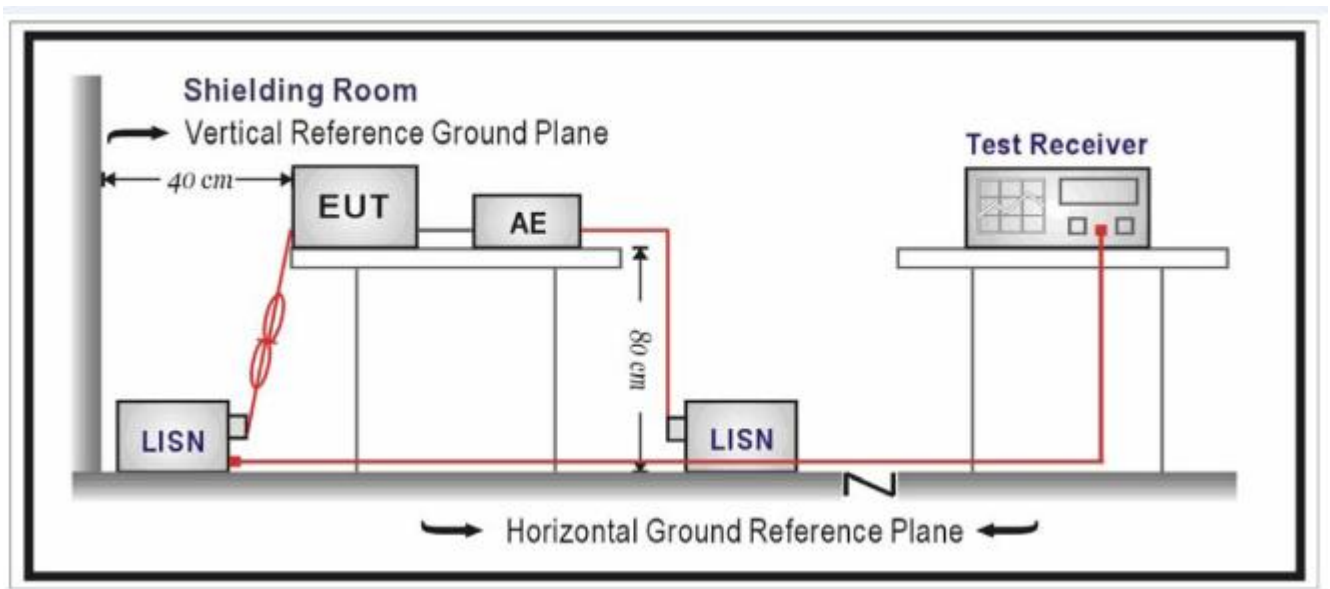 Shielding Room
Vertical Reference Ground Plane
Test Receiver
40 cm
EUT
AE
80 cm
LISN
LISN
Horizontal Ground Reference Plane